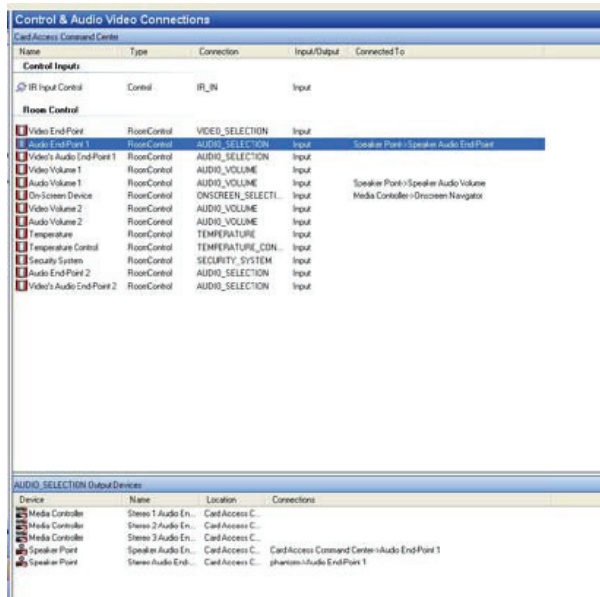 Control & Audio Video Connections
Card Access Command Center
Name Type Connection Input/Output Connected To
Control Inputs
IR Input Control Control IR_IN Input
Room Control
Video End-Point RoomControl VIDEO_SELECTION Input
Audio End-Point 1 RoomControl AUDIO_SELECTION Input Speaker Point->Speaker Audio End-Point
Video's Audio End-Point 1 RoomControl AUDIO_SELECTION Input
Video Volume 1 RoomControl AUDIO_VOLUME Input
Audio Volume 1 RoomControl AUDIO_VOLUME Input Speaker Point->Speaker Audio Volume
On-Screen Device RoomControl ONSCREEN_SELECTI... Input Media Controller->Onscreen Navigator
Video Volume 2 RoomControl AUDIO_VOLUME Input
Audio Volume 2 RoomControl AUDIO_VOLUME Input
Temperature RoomControl TEMPERATURE Input
Temperature Control RoomControl TEMPERATURE_CON... Input
Security System RoomControl SECURITY_SYSTEM Input
Audio End-Point 2 RoomControl AUDIO_SELECTION Input
Video's Audio End-Point 2 RoomControl AUDIO_SELECTION Input
AUDIO_SELECTION Output Devices
Device Name Location Connections
Media Controller Stereo 1 Audio En... Card Access C...
Media Controller Stereo 2 Audio En... Card Access C...
Media Controller Stereo 3 Audio En... Card Access C...
Speaker Point Speaker Audio En... Card Access C... Card Access Command Center->Audio End-Point 1
Speaker Point Stereo Audio End-... Card Access C... phantom->Audio End-Point 1